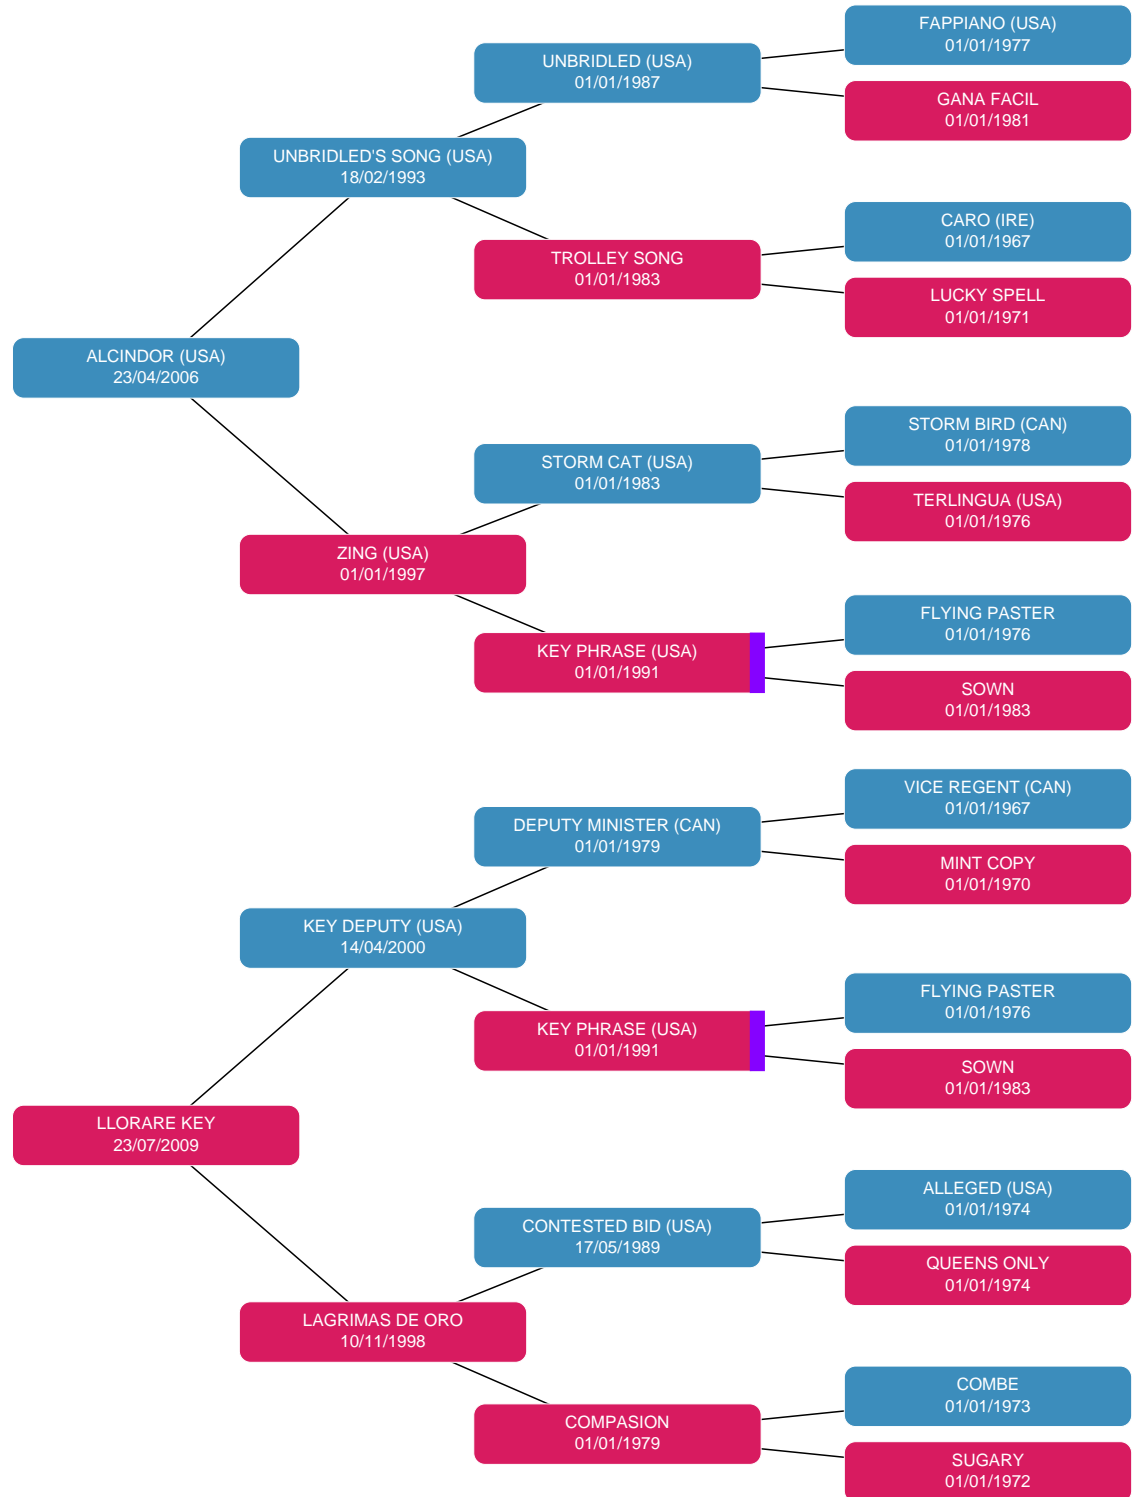 FAPPIANO (USA)
01/01/1977
UNBRIDLED (USA)
01/01/1987
GANA FACIL
01/01/1981
UNBRIDLED'S SONG (USA)
18/02/1993
CARO (IRE)
01/01/1967
TROLLEY SONG
01/01/1983
LUCKY SPELL
01/01/1971
ALCINDOR (USA)
23/04/2006
STORM BIRD (CAN)
01/01/1978
STORM CAT (USA)
01/01/1983
TERLINGUA (USA)
01/01/1976
ZING (USA)
01/01/1997
FLYING PASTER
01/01/1976
KEY PHRASE (USA)
01/01/1991
SOWN
01/01/1983
VICE REGENT (CAN)
01/01/1967
DEPUTY MINISTER (CAN)
01/01/1979
MINT COPY
01/01/1970
KEY DEPUTY (USA)
14/04/2000
FLYING PASTER
01/01/1976
KEY PHRASE (USA)
01/01/1991
SOWN
01/01/1983
LLORARE KEY
23/07/2009
ALLEGED (USA)
01/01/1974
CONTESTED BID (USA)
17/05/1989
QUEENS ONLY
01/01/1974
LAGRIMAS DE ORO
10/11/1998
COMBE
01/01/1973
COMPASION
01/01/1979
SUGARY
01/01/1972